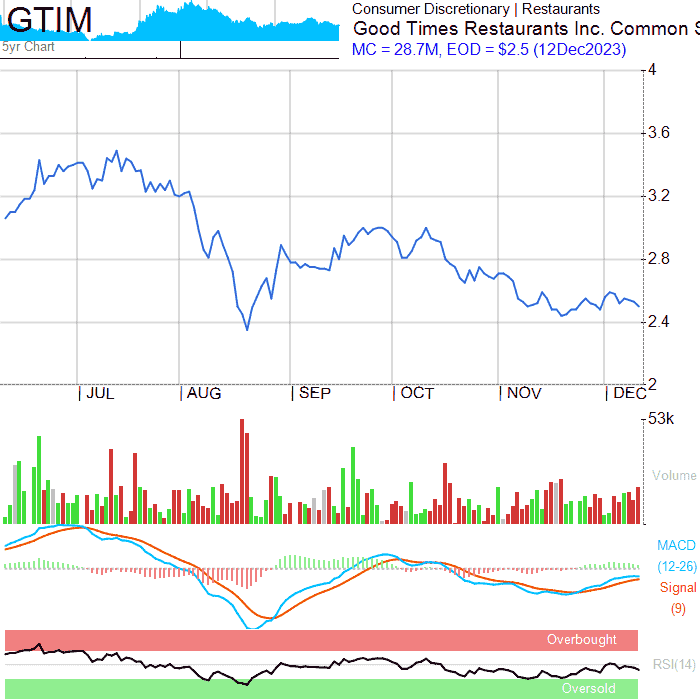 GTIM
5yr Chart
Consumer Discretionary | Restaurants
Good Times Restaurants Inc. Common S
MC = 28.7M, EOD = $2.5 (12Dec2023)
4
3.6
3.2
2.8
2.4
2
| JUL | AUG | SEP | OCT | NOV | DEC
53k
Volume
MACD
(12-26)
Signal
(9)
Overbought
RSI(14)
Oversold